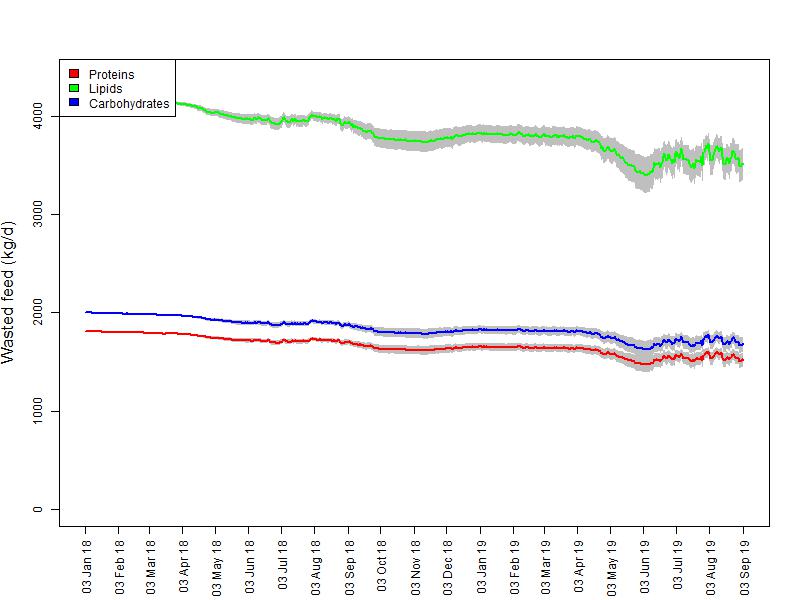 Proteins
Lipids
Carbohydrates
Wasted feed (kg/d)
4000
3000
2000
1000
0
03 Jan 18
03 Feb 18
03 Mar 18
03 Apr 18
03 May 18
03 Jun 18
03 Jul 18
03 Aug 18
03 Sep 18
03 Oct 18
03 Nov 18
03 Dec 18
03 Jan 19
03 Feb 19
03 Mar 19
03 Apr 19
03 May 19
03 Jun 19
03 Jul 19
03 Aug 19
03 Sep 19